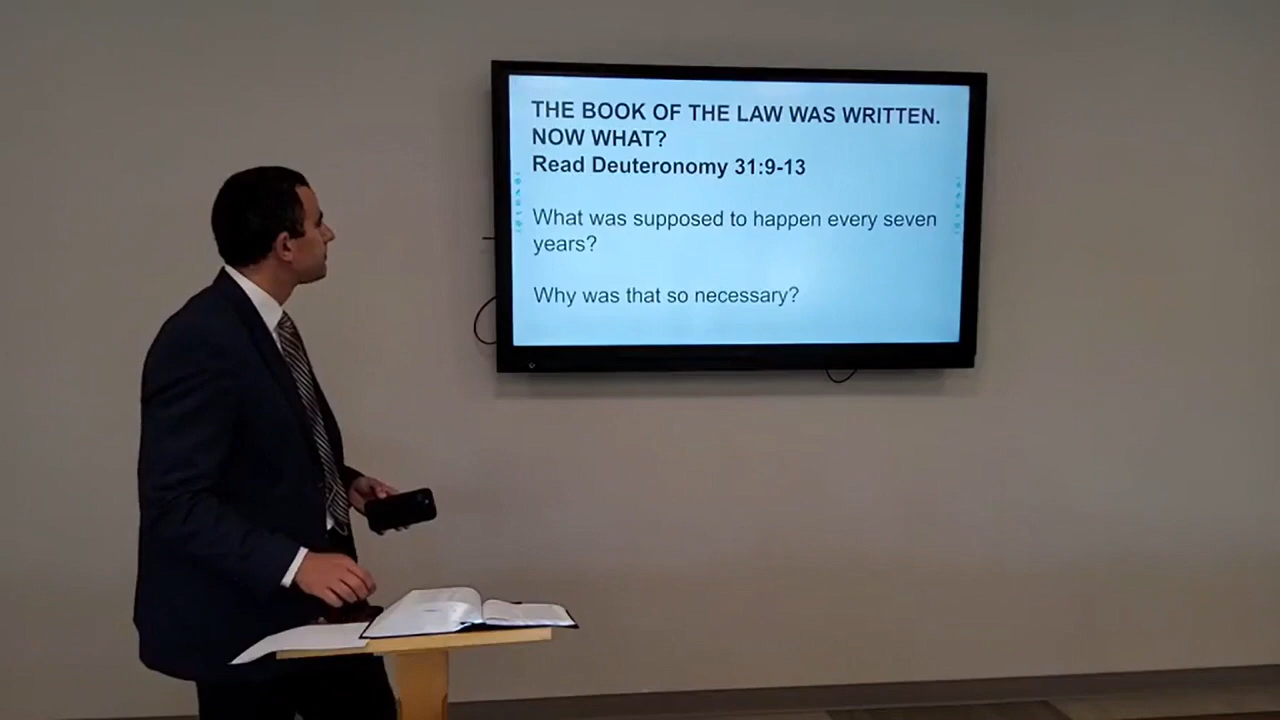 THE BOOK OF THE LAW WAS WRITTEN.
NOW WHAT?
Read Deuteronomy 31:9-13
What was supposed to happen every seven
years?
Why was that so necessary?